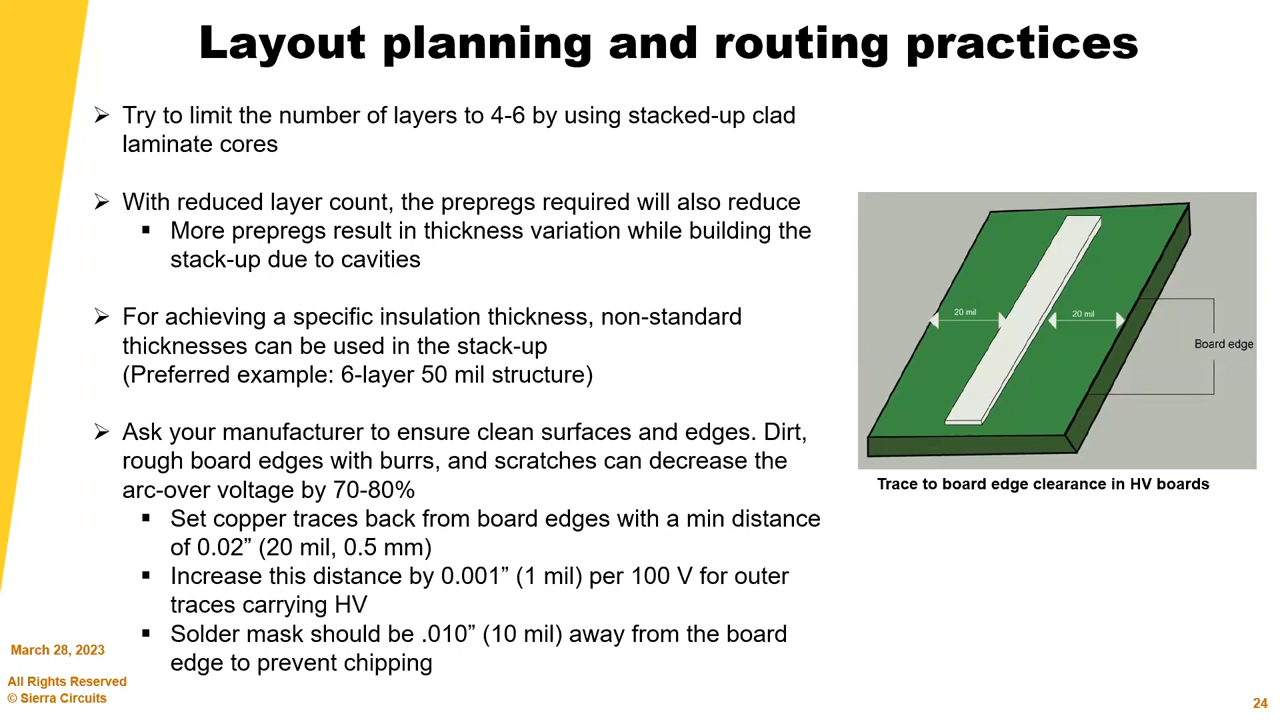 Layout planning and routing practices
➢ Try to limit the number of layers to 4-6 by using stacked-up clad
laminate cores
➢ With reduced layer count, the prepregs required will also reduce
▪ More prepregs result in thickness variation while building the
stack-up due to cavities
➢ For achieving a specific insulation thickness, non-standard
thicknesses can be used in the stack-up
(Preferred example: 6-layer 50 mil structure)
➢ Ask your manufacturer to ensure clean surfaces and edges. Dirt,
rough board edges with burrs, and scratches can decrease the
arc-over voltage by 70-80%
▪ Set copper traces back from board edges with a min distance
of 0.02” (20 mil, 0.5 mm)
▪ Increase this distance by 0.001” (1 mil) per 100 V for outer
traces carrying HV
▪ Solder mask should be .010” (10 mil) away from the board
edge to prevent chipping
20 mil
20 mil
Board edge
Trace to board edge clearance in HV boards
March 28, 2023
All Rights Reserved
© Sierra Circuits
24